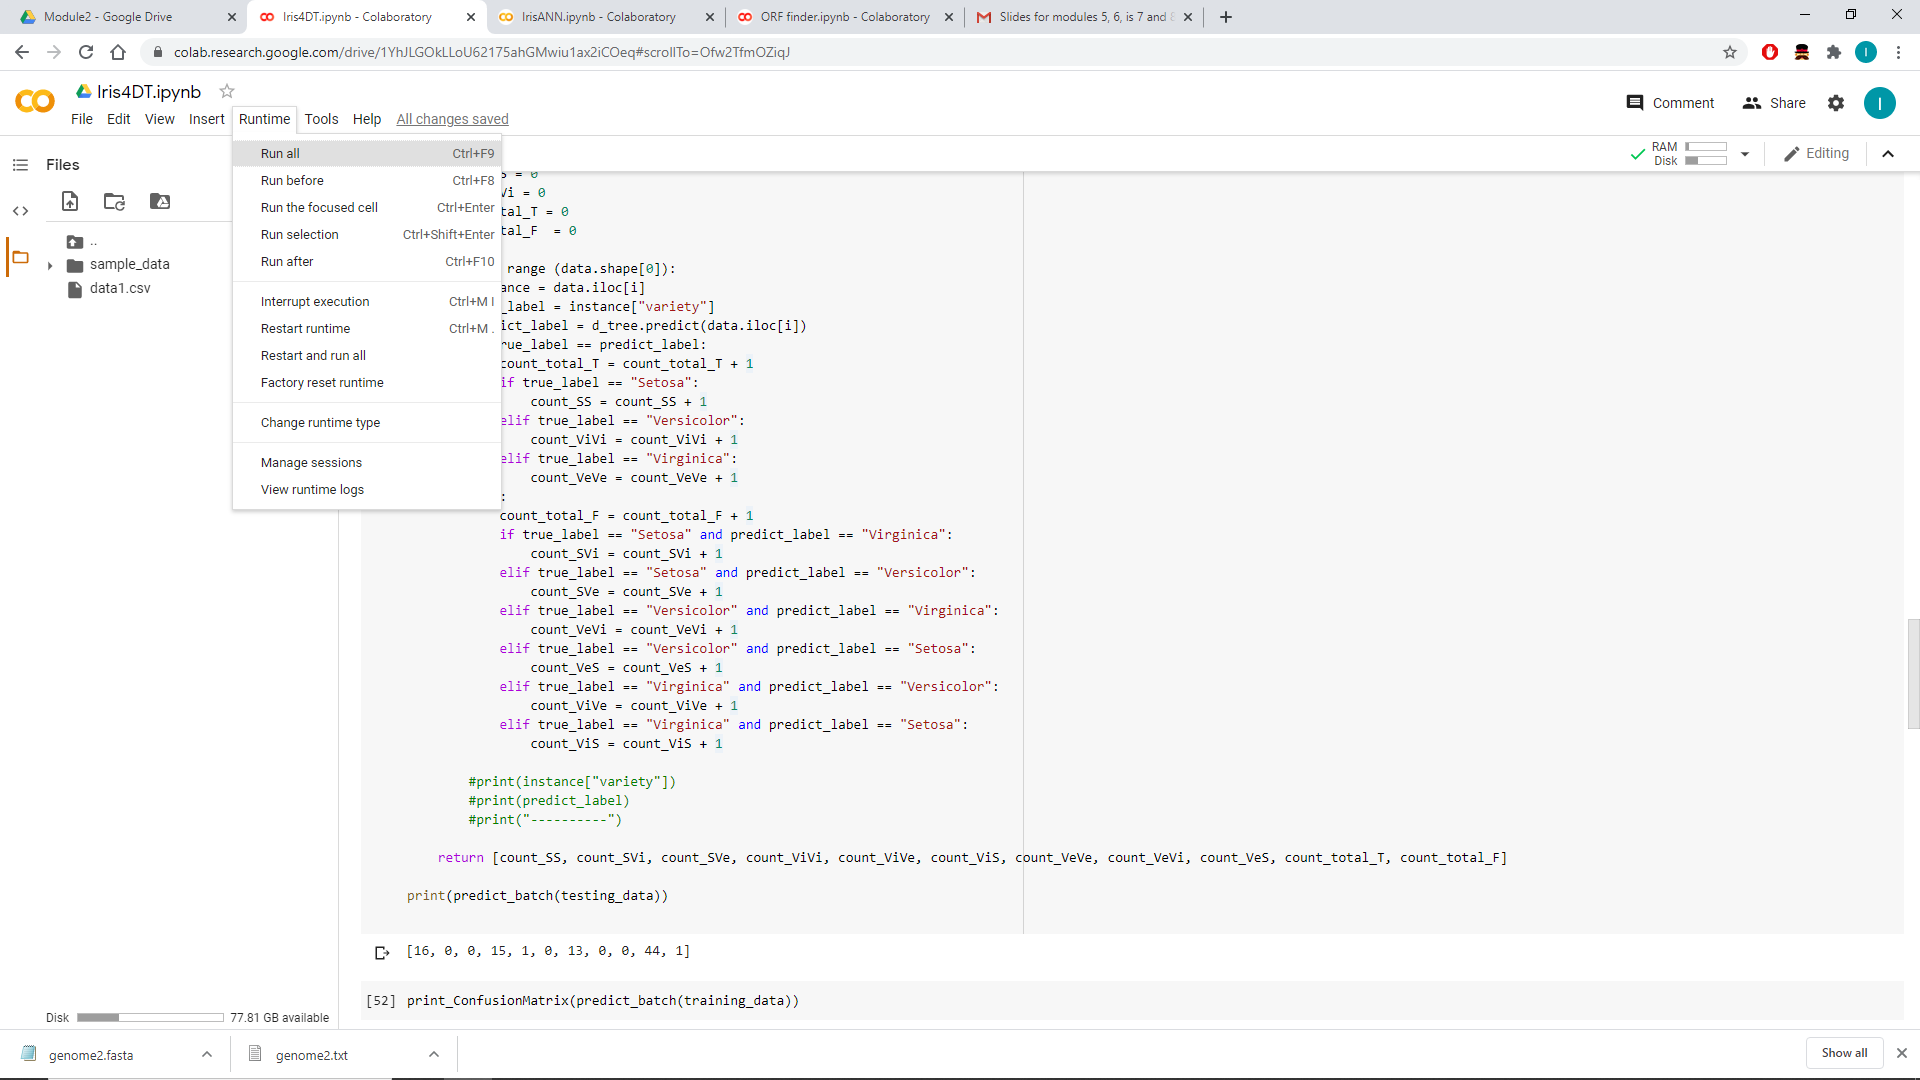 Module2 - Google Drive
Iris4DT.ipynb - Colaboratory
IrisANN.ipynb - Colaboratory
ORF finder.ipynb - Colaboratory
Slides for modules 5, 6, is 7 and
colab.research.google.com/drive/1YhJLGOkLLoU62175ahGMwiu1ax2iCOeq#scrollTo=Ofw2TfmOZiqJ
I
Iris4DT.ipynb
Comment
Share
I
File Edit View Insert Runtime Tools Help All changes saved
Files
Run all Ctrl+F9
Run before Ctrl+F8
Run the focused cell Ctrl+Enter
Run selection Ctrl+Shift+Enter
Run after Ctrl+F10
Interrupt execution Ctrl+M I
Restart runtime Ctrl+M .
Restart and run all
Factory reset runtime
Change runtime type
Manage sessions
View runtime logs
RAM
Disk
Editing
..
sample_data
data1.csv
S = 0
Vi = 0
tal_T = 0
tal_F  = 0
range (data.shape[0]):
ance = data.iloc[i]
_label = instance["variety"]
ict_label = d_tree.predict(data.iloc[i])
rue_label == predict_label:
count_total_T = count_total_T + 1
if true_label == "Setosa":
count_SS = count_SS + 1
elif true_label == "Versicolor":
count_ViVi = count_ViVi + 1
elif true_label == "Virginica":
count_VeVe = count_VeVe + 1
:
count_total_F = count_total_F + 1
if true_label == "Setosa" and predict_label == "Virginica":
count_SVi = count_SVi + 1
elif true_label == "Setosa" and predict_label == "Versicolor":
count_SVe = count_SVe + 1
elif true_label == "Versicolor" and predict_label == "Virginica":
count_VeVi = count_VeVi + 1
elif true_label == "Versicolor" and predict_label == "Setosa":
count_VeS = count_VeS + 1
elif true_label == "Virginica" and predict_label == "Versicolor":
count_ViVe = count_ViVe + 1
elif true_label == "Virginica" and predict_label == "Setosa":
count_ViS = count_ViS + 1
#print(instance["variety"])
#print(predict_label)
#print("----------")
return [count_SS, count_SVi, count_SVe, count_ViVi, count_ViVe, count_ViS, count_VeVe, count_VeVi, count_VeS, count_total_T, count_total_F]
print(predict_batch(testing_data))
[16, 0, 0, 15, 1, 0, 13, 0, 0, 44, 1]
[52] print_ConfusionMatrix(predict_batch(training_data))
Disk 77.81 GB available
genome2.fasta
genome2.txt
Show all